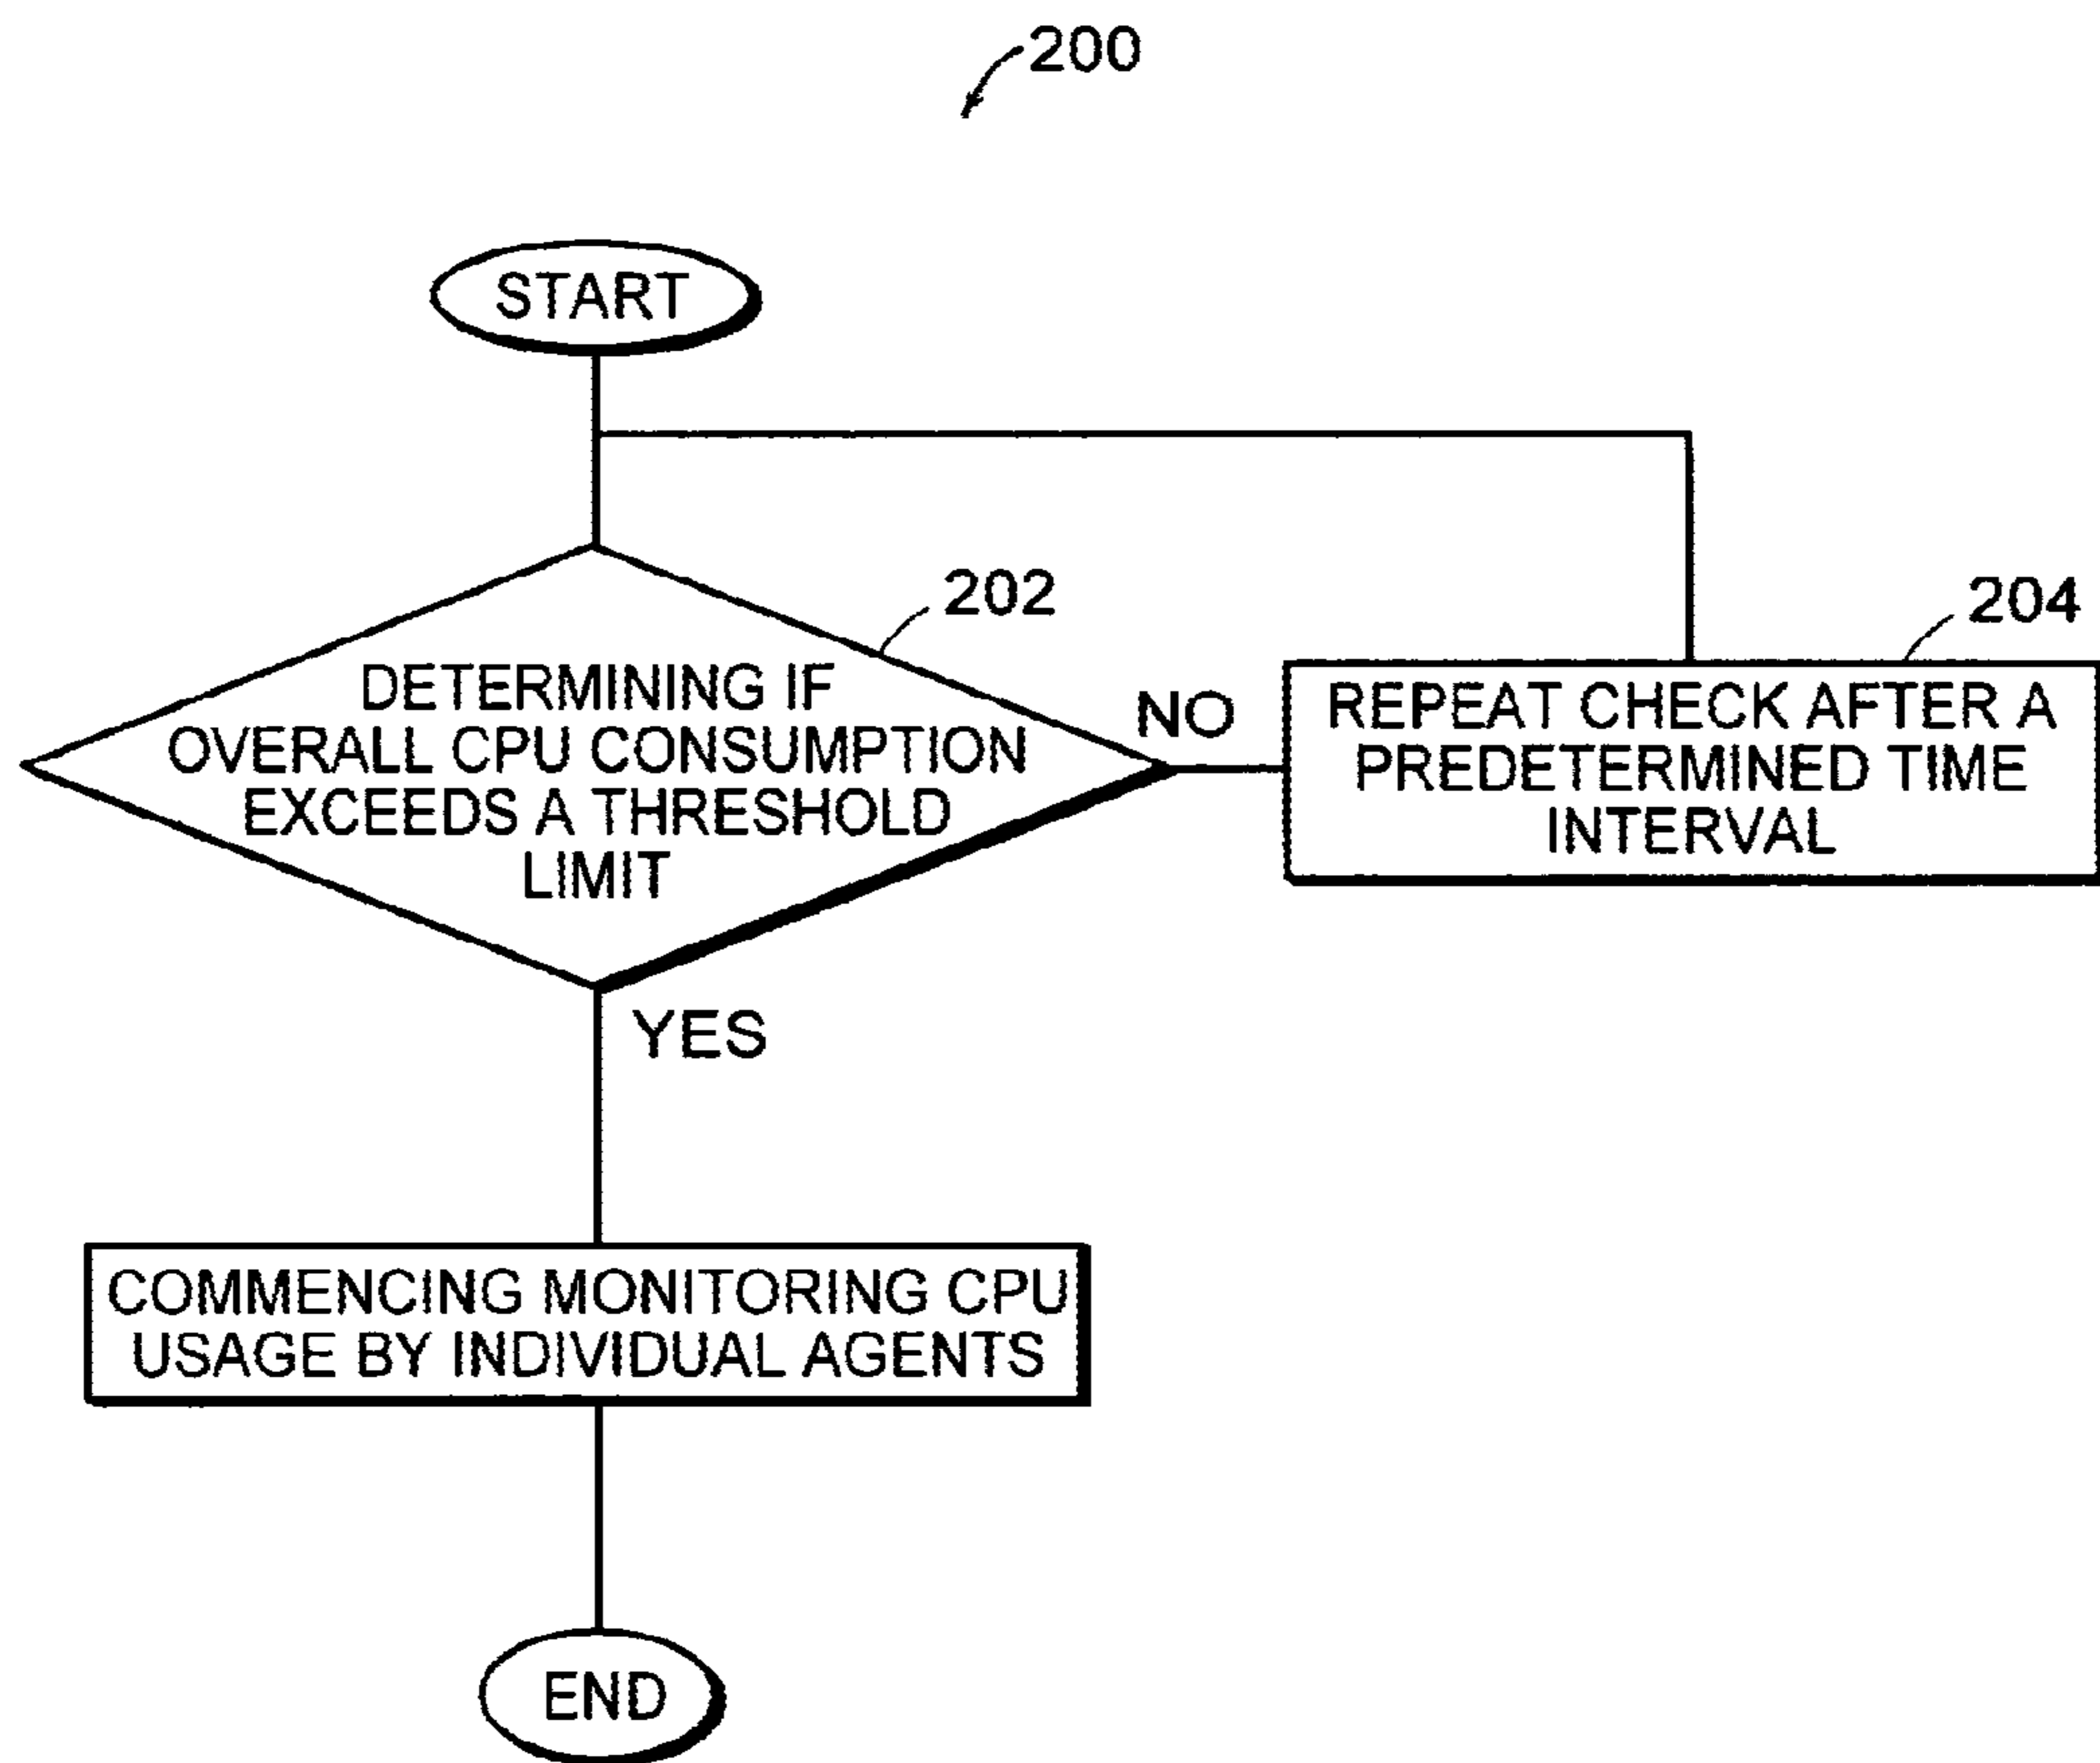 200
START
202
DETERMINING IF
OVERALL CPU CONSUMPTION
EXCEEDS A THRESHOLD
LIMIT
NO
204
REPEAT CHECK AFTER A
PREDETERMINED TIME
INTERVAL
YES
COMMENCING MONITORING CPU
USAGE BY INDIVIDUAL AGENTS
END